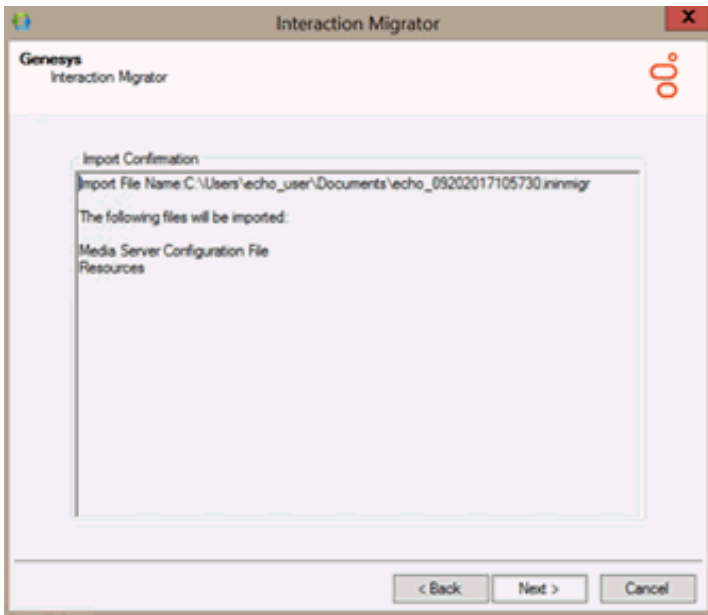 Interaction Migrator
X
Genesys
Interaction Migrator
Import Confirmation
Import File Name:C:\Users\echo_user\Documents\echo_09202017105730.ininmigr
The following files will be imported:
Media Server Configuration File
Resources
< Back
Next >
Cancel